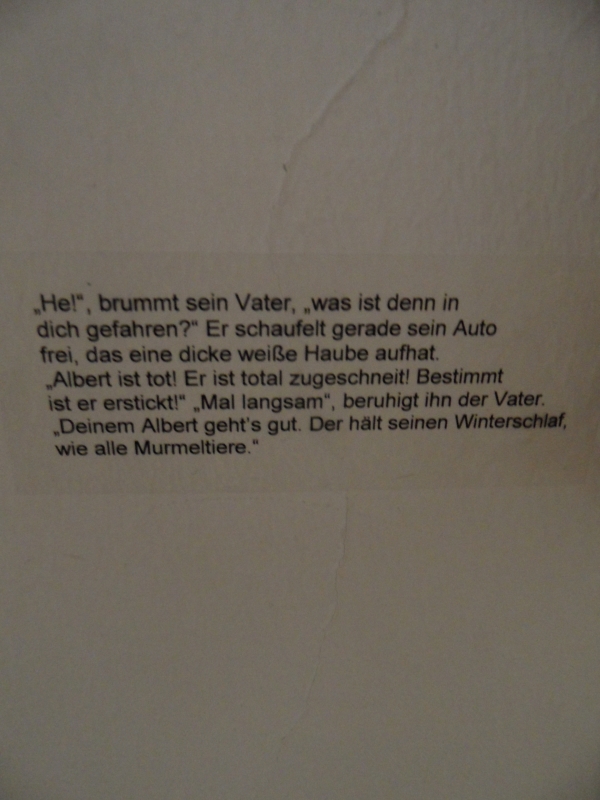 „He!“, brummt sein Vater, „was ist denn in
dich gefahren?“ Er schaufelt gerade sein Auto
frei, das eine dicke weiße Haube aufhat.
„Albert ist tot! Er ist total zugeschneit! Bestimmt
ist er erstickt!“ „Mal langsam“, beruhigt ihn der Vater.
„Deinem Albert geht's gut. Der hält seinen Winterschlaf,
wie alle Murmeltiere.“